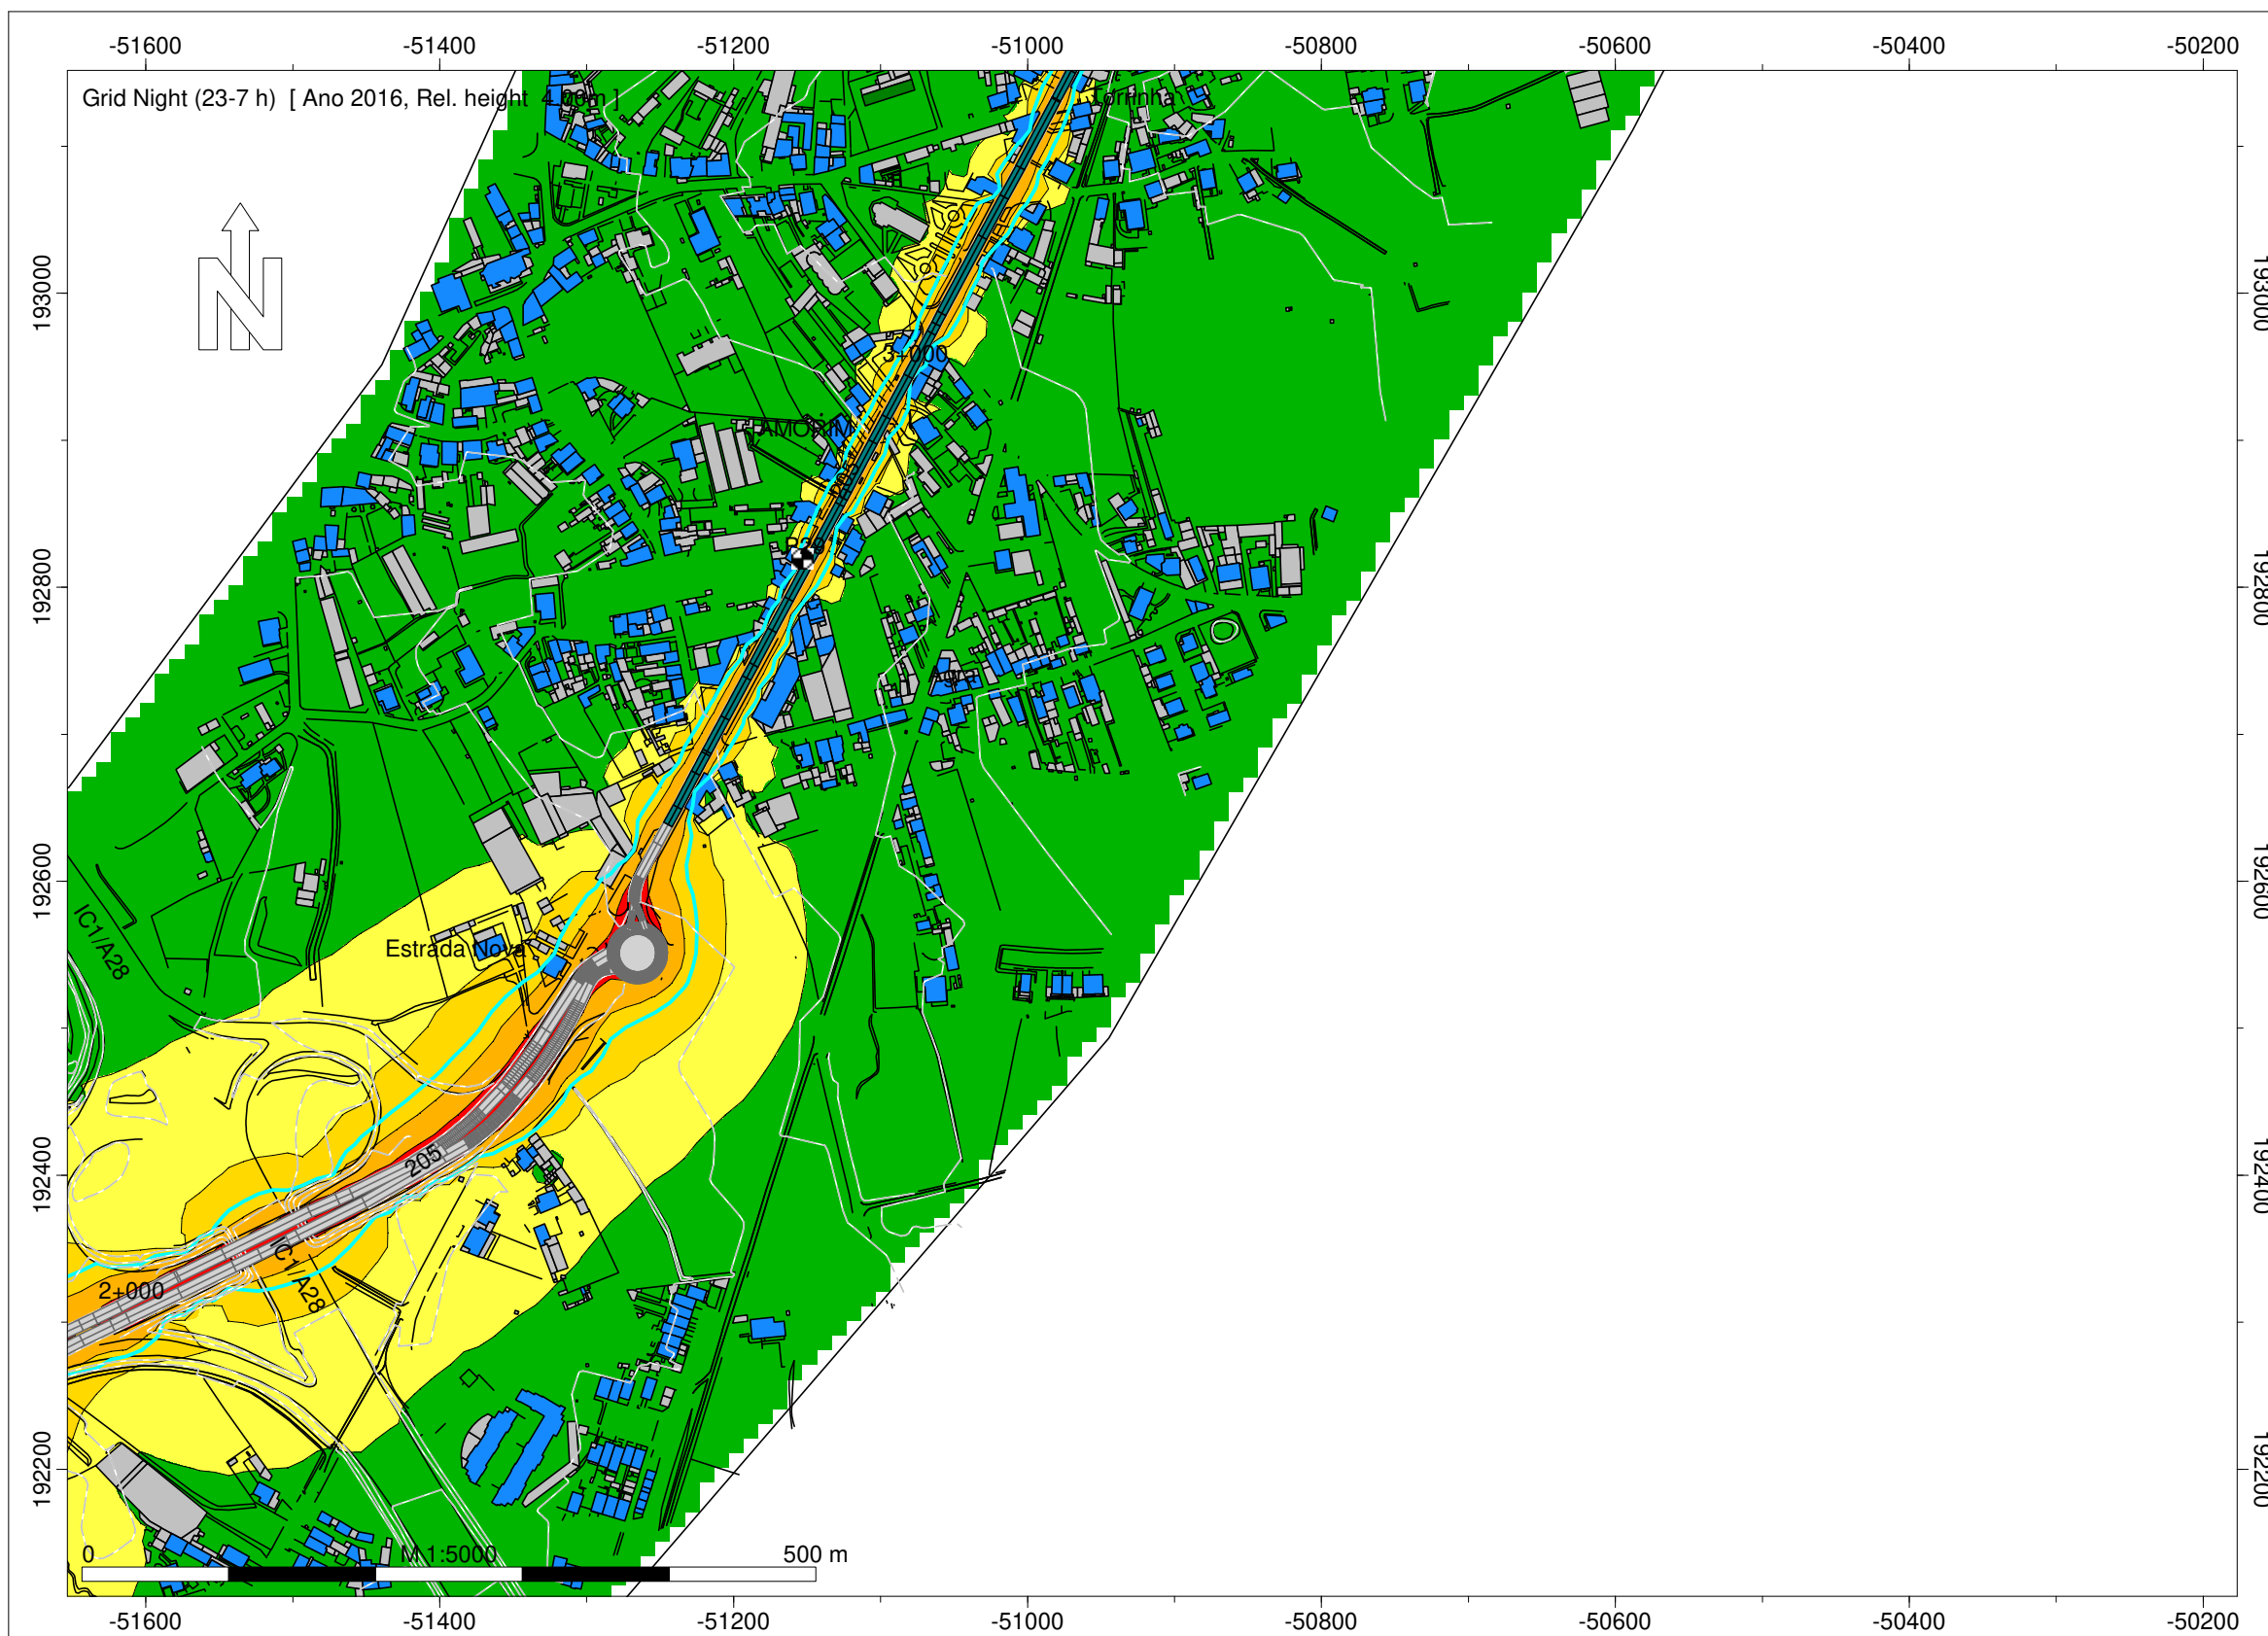 -51600 -51400 -51200 -51000 -50800 -50600 -50400 -50200
Grid Night (23-7 h) [ Ano 2016, Rel. height 4.00m ]
Torrinha
N
193000 193000
3+000
AMORIM
205
192800 192800
Agra
192600 192600
IC1/A28
Estrada Nova
205
192400 192400
IC1/A28
2+000
192200 192200
0 M 1:5000 500 m
-51600 -51400 -51200 -51000 -50800 -50600 -50400 -50200